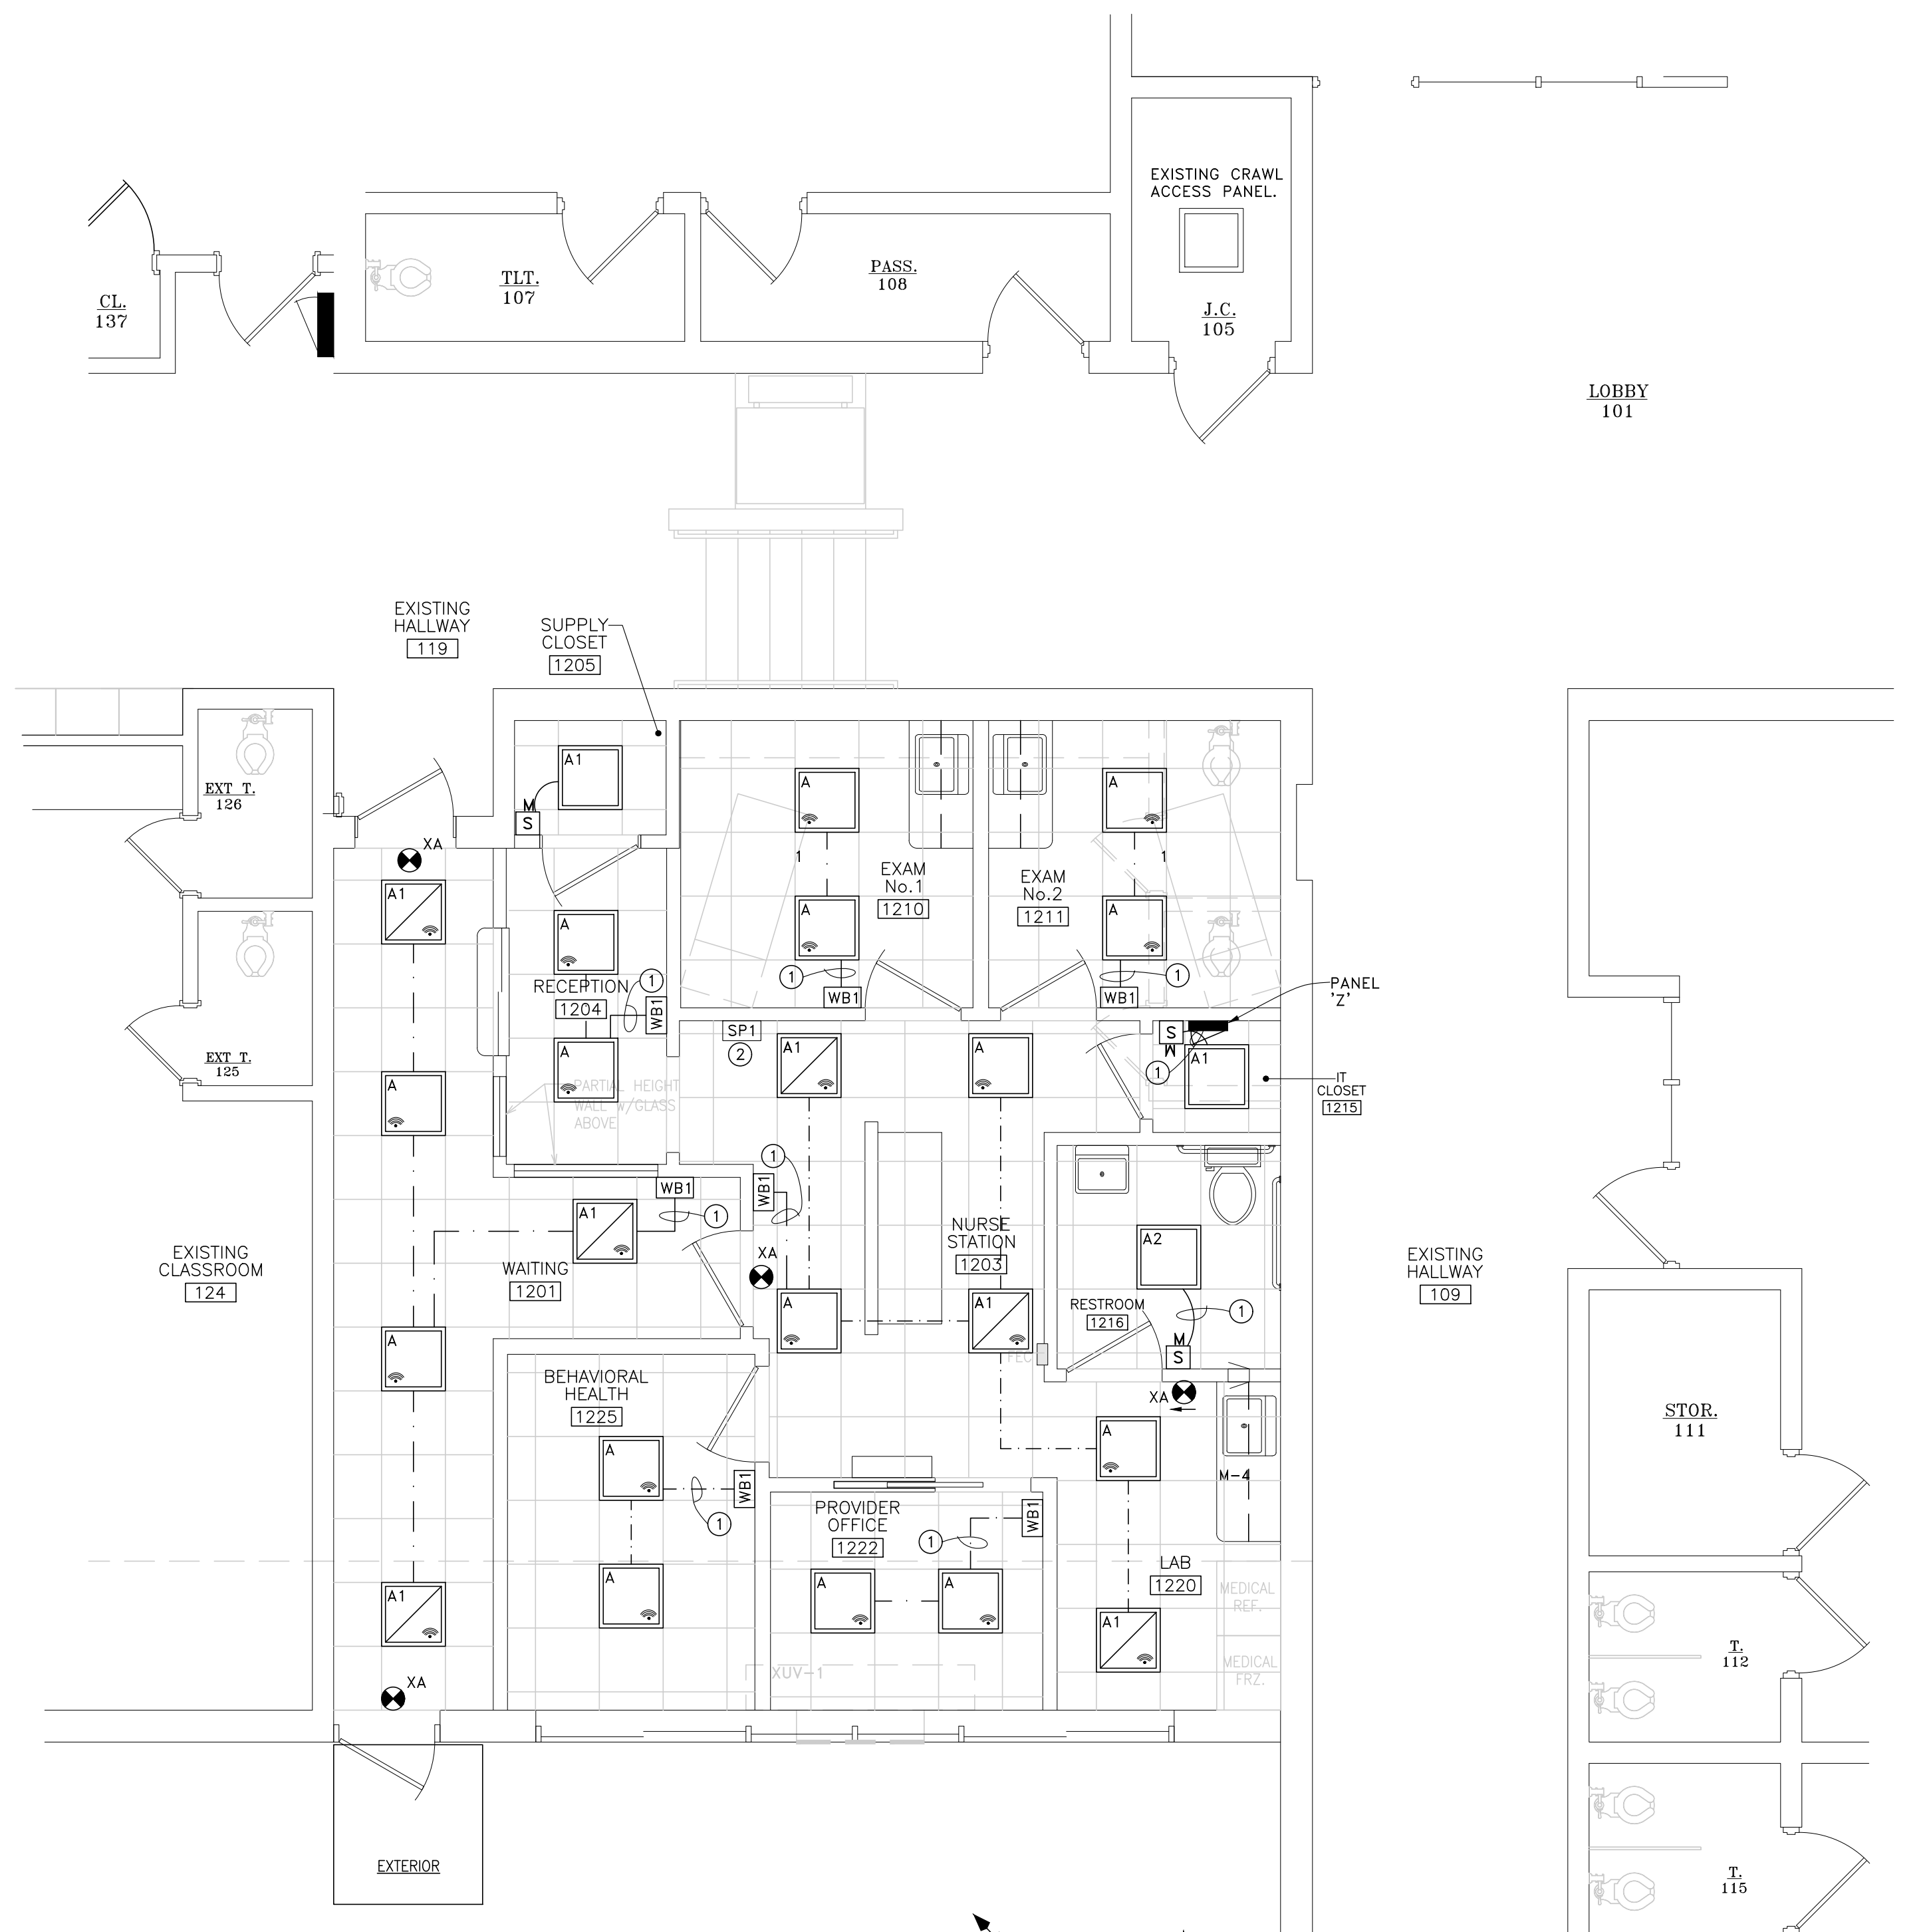 EXISTING CRAWL
ACCESS PANEL.
TLT.
107
PASS.
108
CL.
137
J.C.
105
LOBBY
101
EXISTING
HALLWAY
119
SUPPLY
CLOSET
1205
EXT T.
126
A1
M
S
XA
A1
A
A
1
1
A
A
EXAM
No.1
1210
EXAM
No.2
1211
A
1
1
1
WB1
WB1
RECEPTION
1204
WB1
PANEL
'Z'
EXT T.
125
A
A
SP1
2
A1
A
S
M
1
A1
IT
CLOSET
1215
PARTIAL HEIGHT
WALL w/GLASS
ABOVE
1
WB1
WB1
1
A1
XA
NURSE
STATION
1203
A2
EXISTING
CLASSROOM
124
WAITING
1201
EXISTING
HALLWAY
109
RESTROOM
1216
1
M
S
A
A
A1
FEC
BEHAVIORAL
HEALTH
1225
XA
STOR.
111
A
A
WB1
M-4
1
PROVIDER
OFFICE
1222
WB1
1
LAB
1220
A
A
A
A1
A1
MEDICAL
REF.
MEDICAL
FRZ.
T.
112
XUV-1
XA
EXTERIOR
T.
115